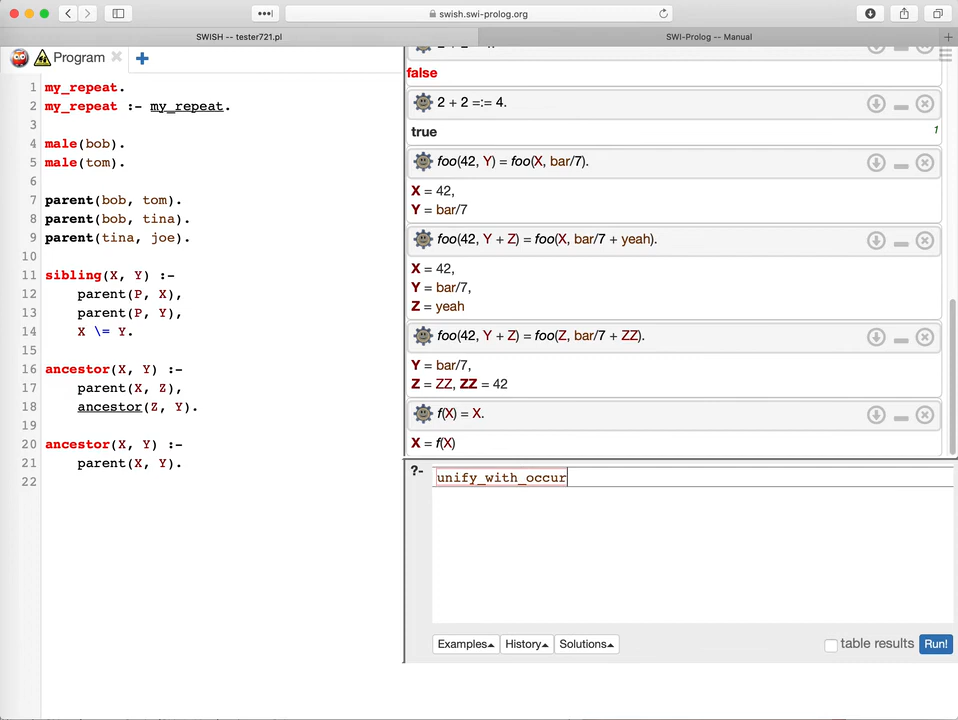 swish.swi-prolog.org
SWISH -- tester721.pl
SWI-Prolog -- Manual
Program
1 my_repeat.
2 my_repeat :- my_repeat.
3
4 male(bob).
5 male(tom).
6
7 parent(bob, tom).
8 parent(bob, tina).
9 parent(tina, joe).
10
11 sibling(X, Y) :-
12 parent(P, X),
13 parent(P, Y),
14 X \= Y.
15
16 ancestor(X, Y) :-
17 parent(X, Z),
18 ancestor(Z, Y).
19
20 ancestor(X, Y) :-
21 parent(X, Y).
22
false
2 + 2 =:= 4.
true
1
foo(42, Y) = foo(X, bar/7).
X = 42,
Y = bar/7
foo(42, Y + Z) = foo(X, bar/7 + yeah).
X = 42,
Y = bar/7,
Z = yeah
foo(42, Y + Z) = foo(Z, bar/7 + ZZ).
Y = bar/7,
Z = ZZ, ZZ = 42
f(X) = X.
X = f(X)
?- unify_with_occur
Examples
History
Solutions
table results
Run!